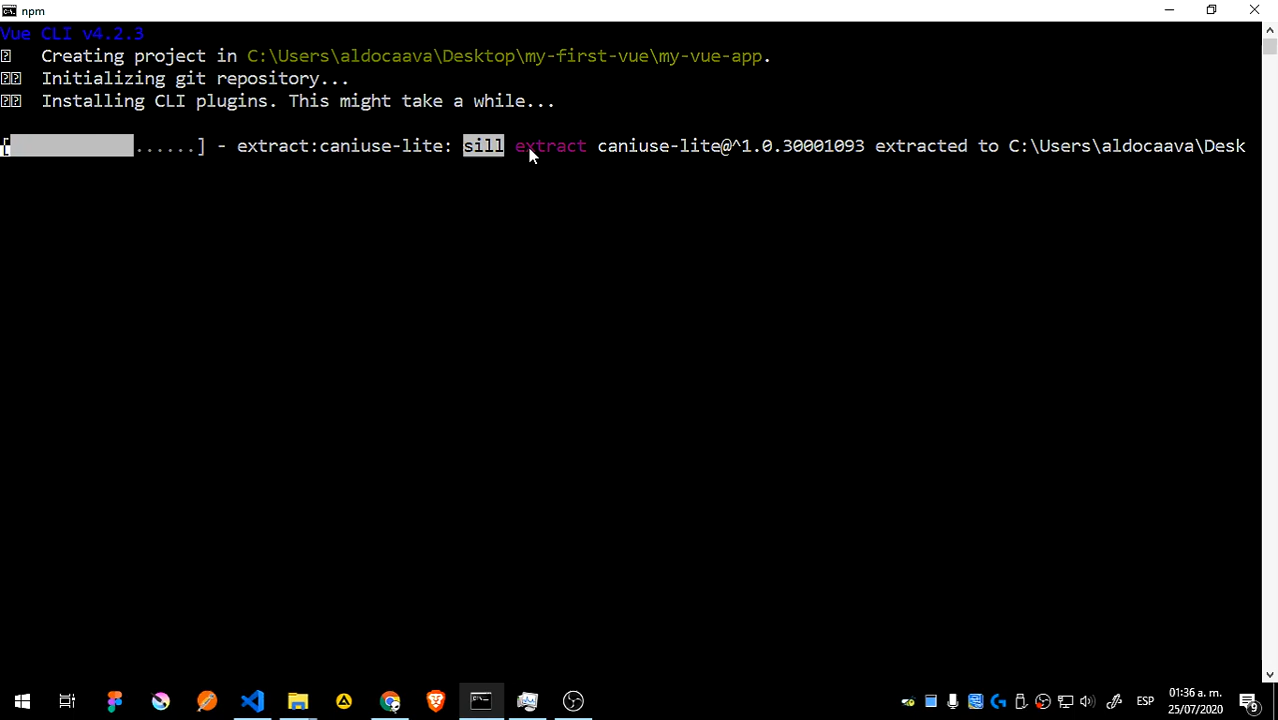 npm
Vue CLI v4.2.3
Creating project in C:\Users\aldocaava\Desktop\my-first-vue\my-vue-app.
Initializing git repository...
Installing CLI plugins. This might take a while...
[ ......] - extract:caniuse-lite: sill extract caniuse-lite@^1.0.30001093 extracted to C:\Users\aldocaava\Desk
ESP
01:36 a. m.
25/07/2020
9